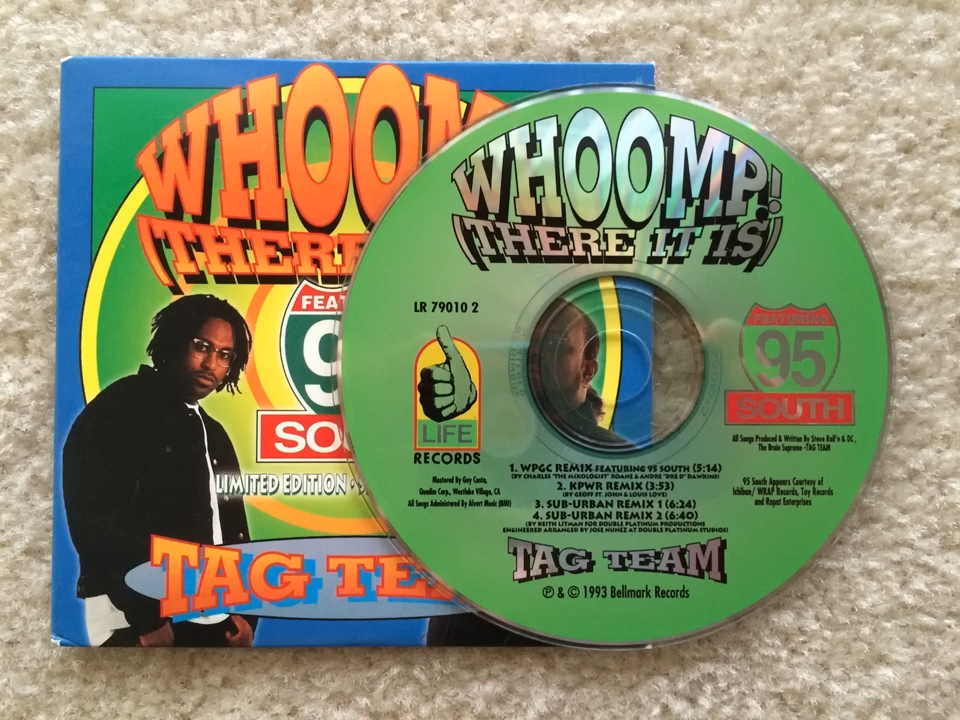 WHOOMP
(THERE
FEAT
9
SOU
LIMITED EDITION • S
TAG TE
WHOOMP!
(THERE IT IS)
LR 79010 2
LIFE
RECORDS
FEATURING
95
SOUTH
Mastered By Guy Costa,
Quandim Corp., Westlake Village, CA
All Songs Administered By Alvert Music (BMI)
All Songs Produced & Written By Steve Roll'n & DC,
The Brain Supreme -TAG TEAM
95 South Appears Courtesy of
Ichiban/ WRAP Records, Toy Records
and Rapat Enterprises
1. WPGC REMIX FEATURING 95 SOUTH (5:14)
(BY CHARLES "THE MIXOLOGIST" ROANE & ANDRE "DRE D" DAWKINS)
2. KPWR REMIX (3:53)
(BY GEOFF ST. JOHN & LOUIS LOVE)
3. SUB-URBAN REMIX 1 (6:24)
4. SUB-URBAN REMIX 2 (6:40)
(BY KEITH LITMAN FOR DOUBLE PLATINUM PRODUCTIONS
ENGINEERED ARRANGED BY JOSE NUNEZ AT DOUBLE PLATINUM STUDIOS)
TAG TEAM
℗ & © 1993 Bellmark Records